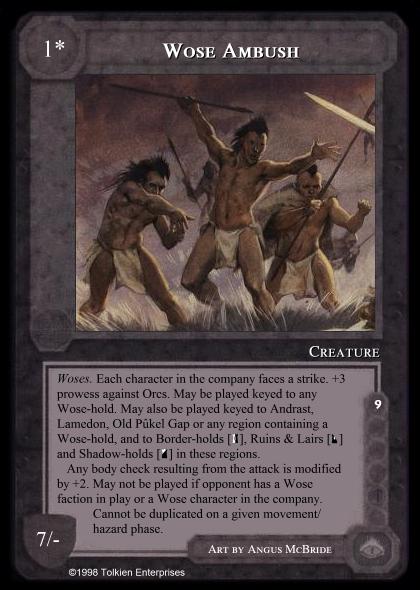 1*
Wose Ambush
Creature
Woses. Each character in the company faces a strike. +3
prowess against Orcs. May be played keyed to any
Wose-hold. May also be played keyed to Andrast,
Lamedon, Old Pûkel Gap or any region containing a
Wose-hold, and to Border-holds [ ], Ruins & Lairs [ ]
and Shadow-holds [ ] in these regions.
Any body check resulting from the attack is modified
by +2. May not be played if opponent has a Wose
faction in play or a Wose character in the company.
Cannot be duplicated on a given movement/
hazard phase.
9
7/-
Art by Angus McBride
©1998 Tolkien Enterprises